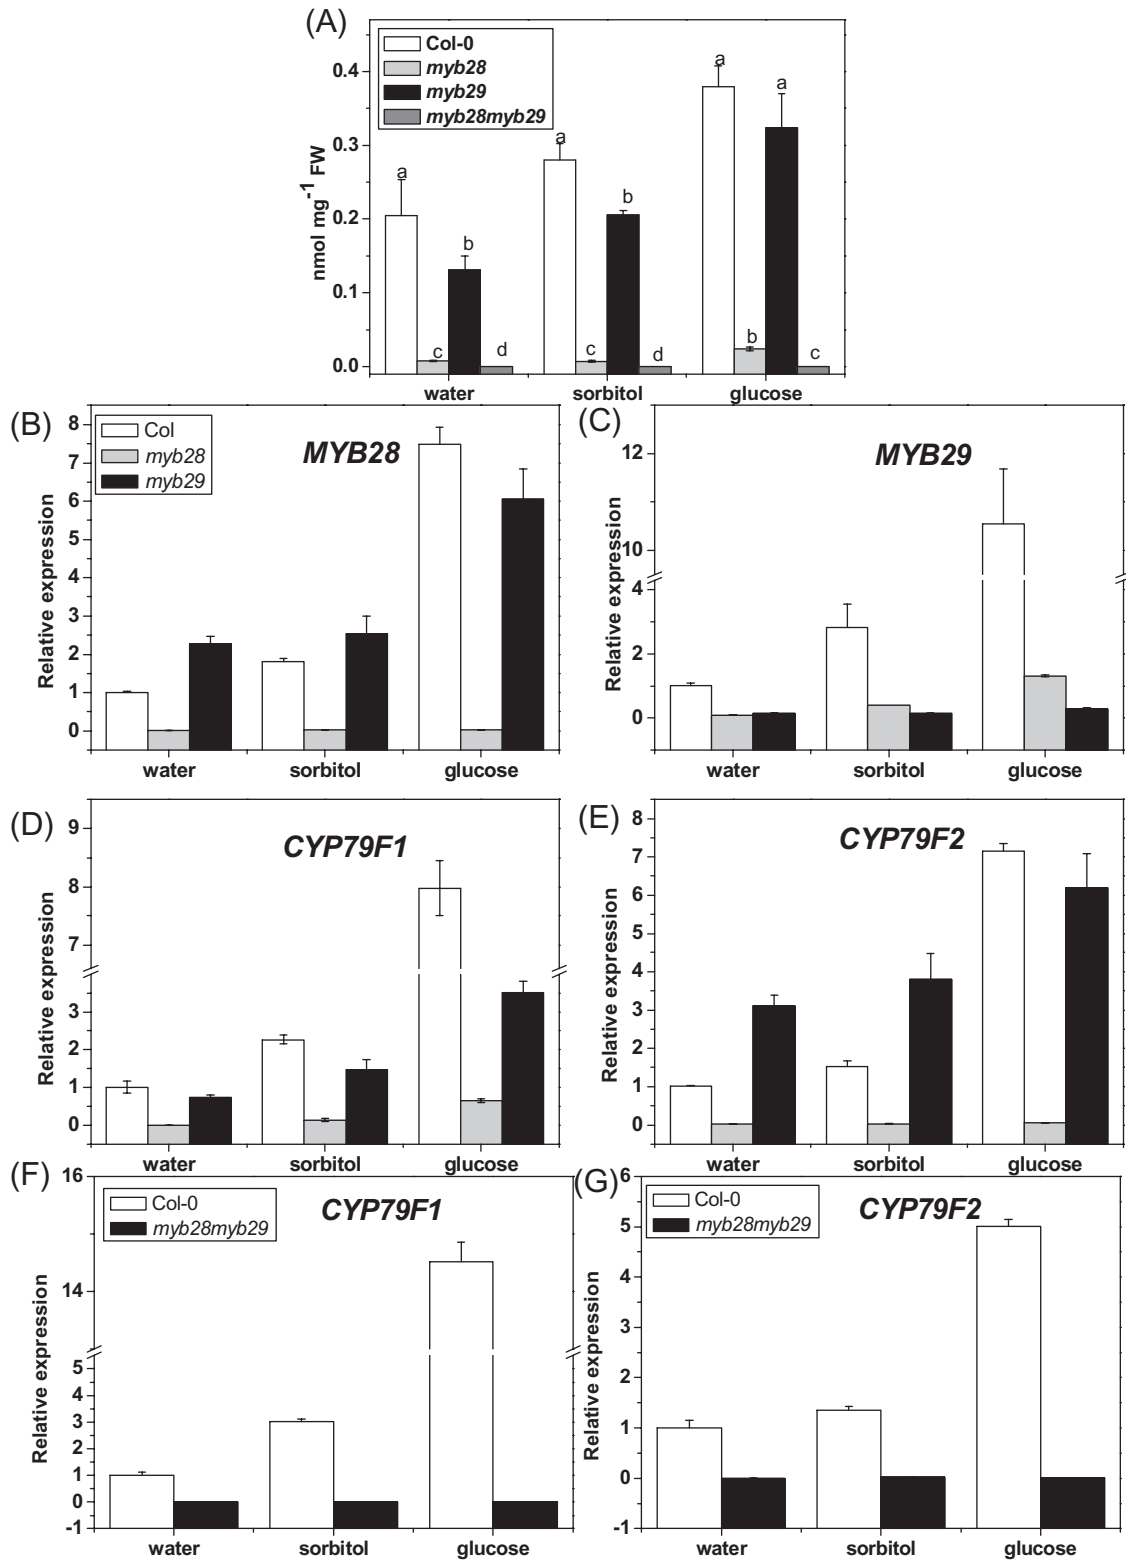 (A)
Col-0
myb28
myb29
myb28myb29
nmol mg-1 FW
0.4
0.3
0.2
0.1
0.0
a
c
b
d
a
c
b
d
a
b
a
c
water sorbitol glucose
(B)
Col
myb28
myb29
MYB28
Relative expression
8
7
6
5
4
3
2
1
0
water sorbitol glucose
(C)
MYB29
Relative expression
12
10
4
2
0
water sorbitol glucose
(D)
CYP79F1
Relative expression
9
8
7
3
2
1
0
water sorbitol glucose
(E)
CYP79F2
Relative expression
8
7
6
5
4
3
2
1
0
water sorbitol glucose
(F)
Col-0
myb28myb29
CYP79F1
Relative expression
16
14
5
4
3
2
1
0
-1
water sorbitol glucose
(G)
Col-0
myb28myb29
CYP79F2
Relative expression
6
5
4
3
2
1
0
-1
water sorbitol glucose